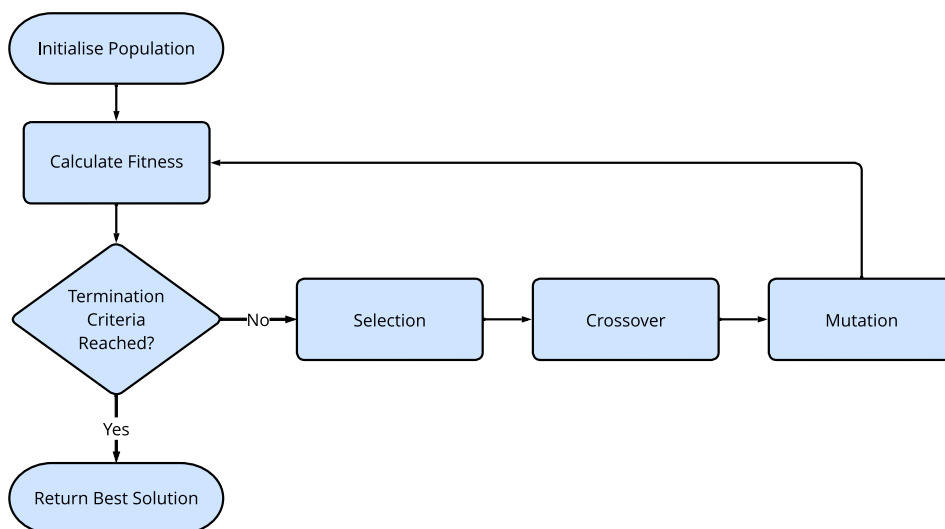 Initialise Population
Calculate Fitness
Termination
Criteria
Reached?
No
Selection
Crossover
Mutation
Yes
Return Best Solution